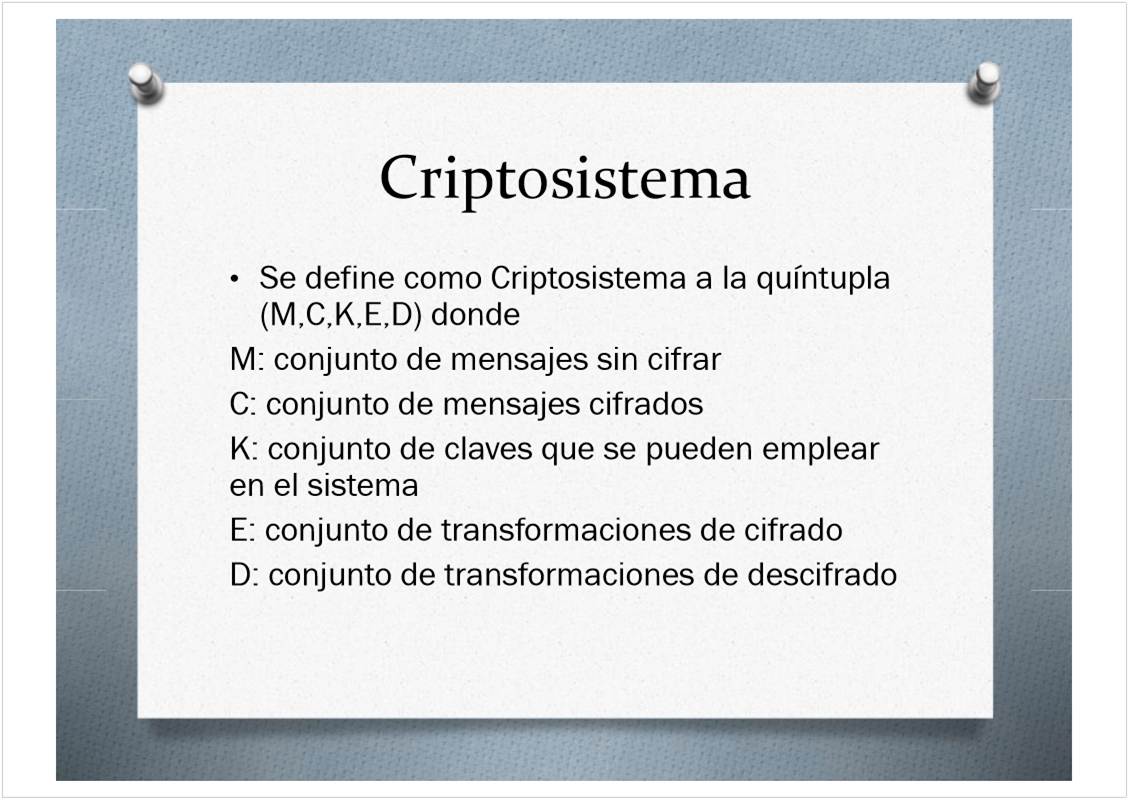 Criptosistema
• Se define como Criptosistema a la quíntupla
(M,C,K,E,D) donde
M: conjunto de mensajes sin cifrar
C: conjunto de mensajes cifrados
K: conjunto de claves que se pueden emplear
en el sistema
E: conjunto de transformaciones de cifrado
D: conjunto de transformaciones de descifrado